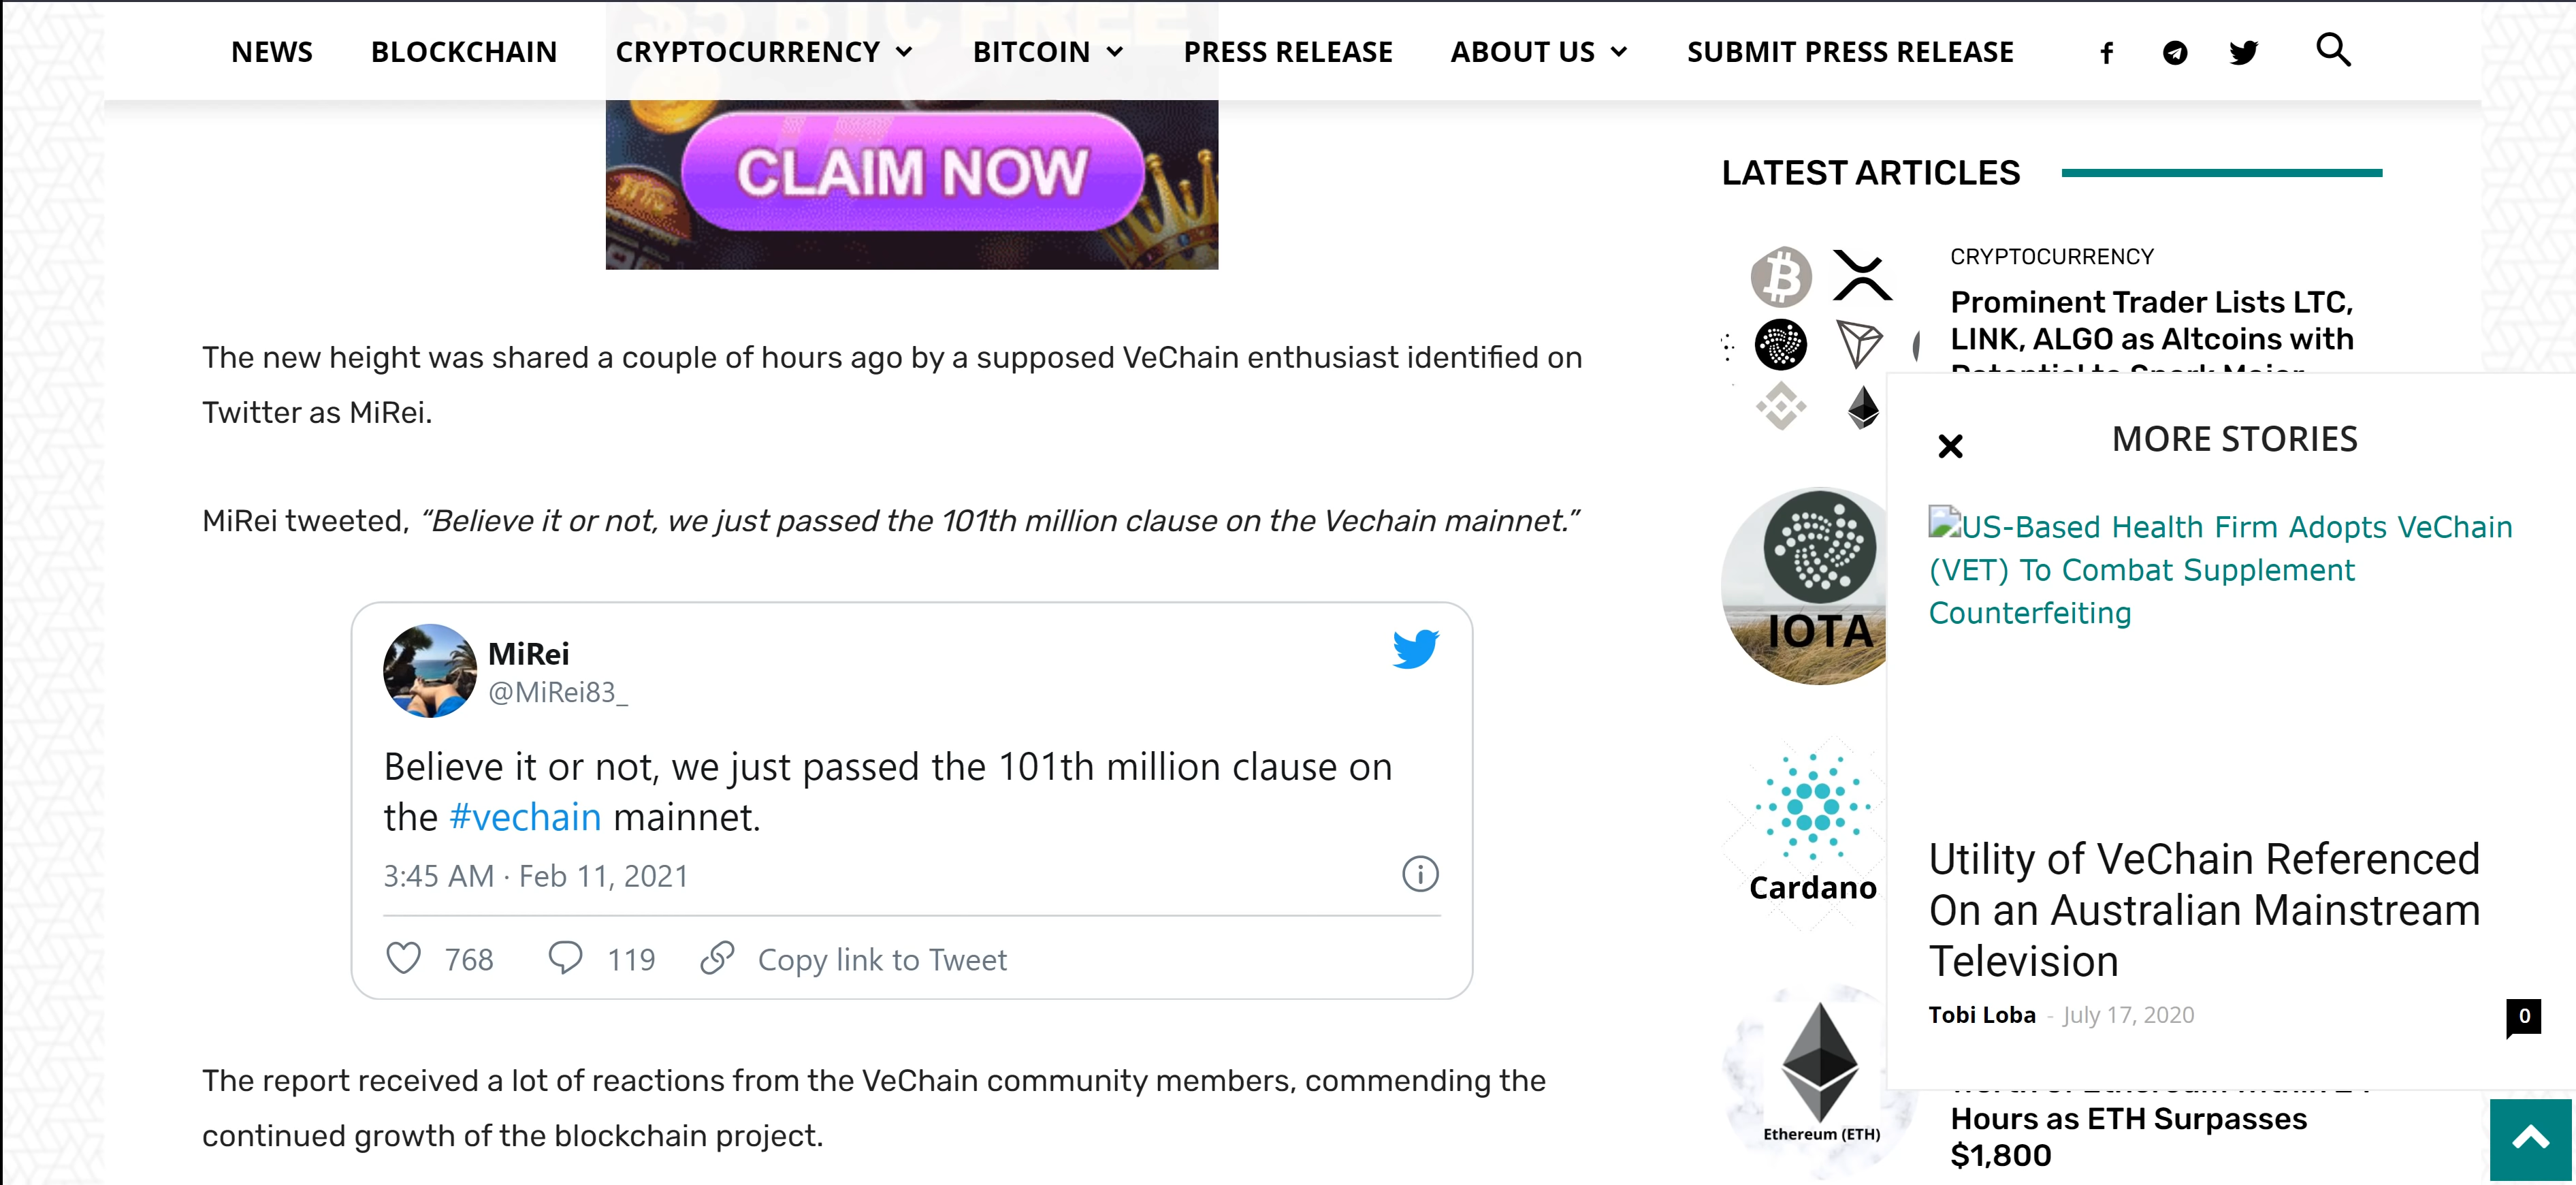 $5 BTC FREE
NEWS BLOCKCHAIN CRYPTOCURRENCY BITCOIN PRESS RELEASE ABOUT US SUBMIT PRESS RELEASE
CLAIM NOW
The new height was shared a couple of hours ago by a supposed VeChain enthusiast identified on
Twitter as MiRei.
MiRei tweeted, “Believe it or not, we just passed the 101th million clause on the Vechain mainnet.”
MiRei
@MiRei83_
Believe it or not, we just passed the 101th million clause on
the #vechain mainnet.
3:45 AM · Feb 11, 2021
768 119 Copy link to Tweet
The report received a lot of reactions from the VeChain community members, commending the
continued growth of the blockchain project.
LATEST ARTICLES
CRYPTOCURRENCY
Prominent Trader Lists LTC,
LINK, ALGO as Altcoins with
Potential to Spark Major
IOTA
Cardano
Ethereum (ETH)
Hours as ETH Surpasses
$1,800
MORE STORIES
US-Based Health Firm Adopts VeChain
(VET) To Combat Supplement
Counterfeiting
Utility of VeChain Referenced
On an Australian Mainstream
Television
Tobi Loba - July 17, 2020
0